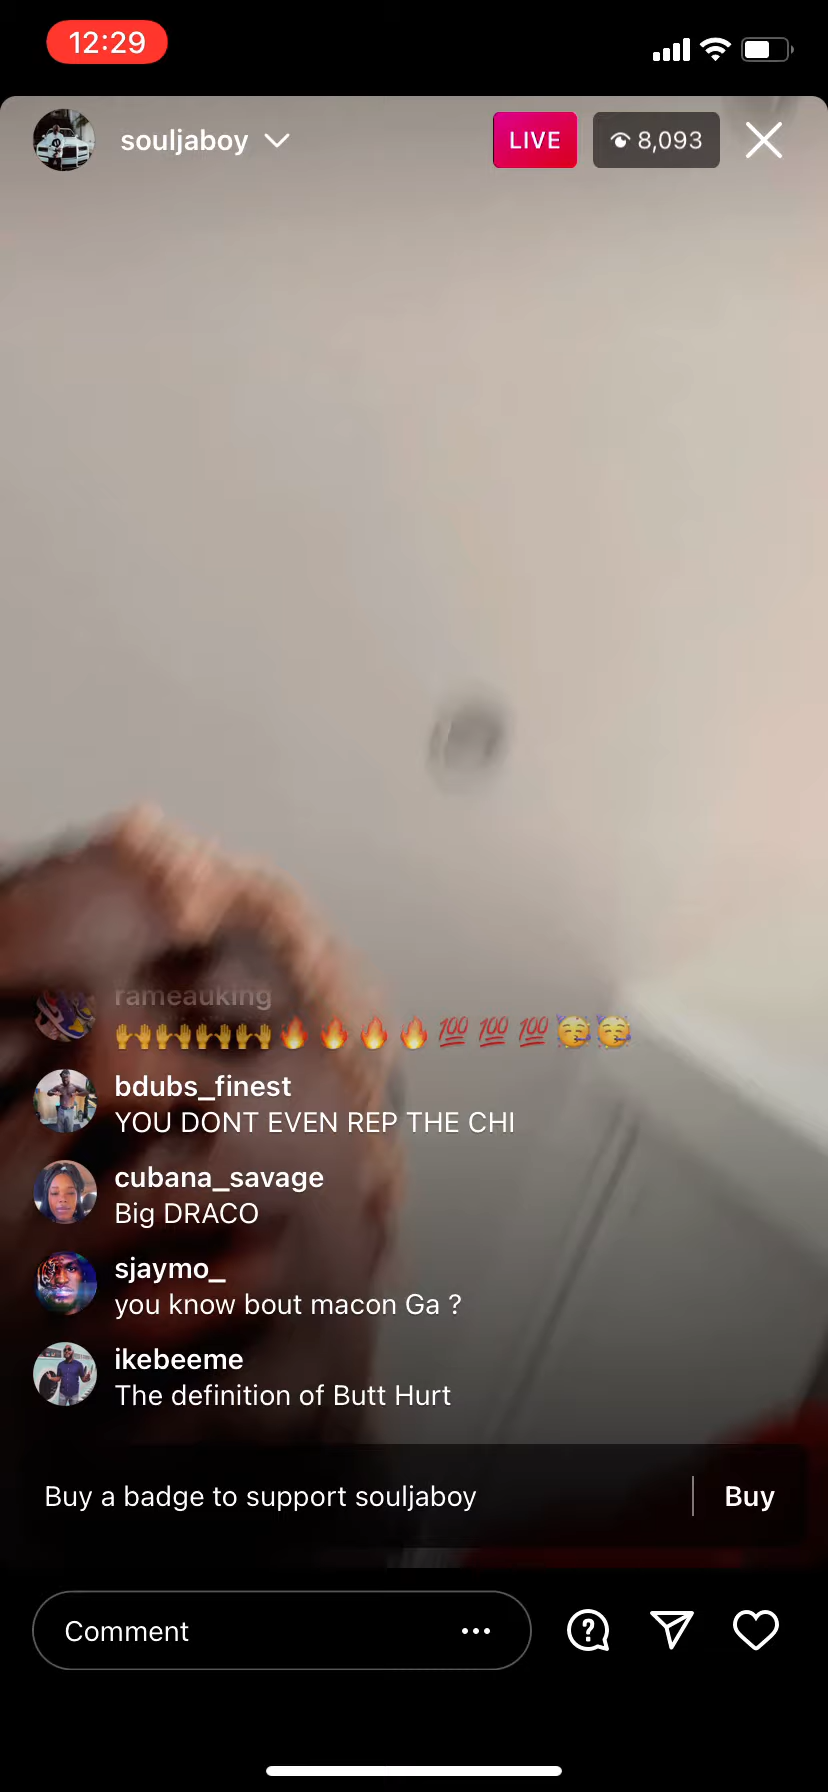 12:29
souljaboy
LIVE
8,093
rameauking
🙌🙌🙌🙌🔥🔥🔥🔥💯💯💯🥳🥳
bdubs_finest
YOU DONT EVEN REP THE CHI
cubana_savage
Big DRACO
sjaymo_
you know bout macon Ga ?
ikebeeme
The definition of Butt Hurt
Buy a badge to support souljaboy
Buy
Comment